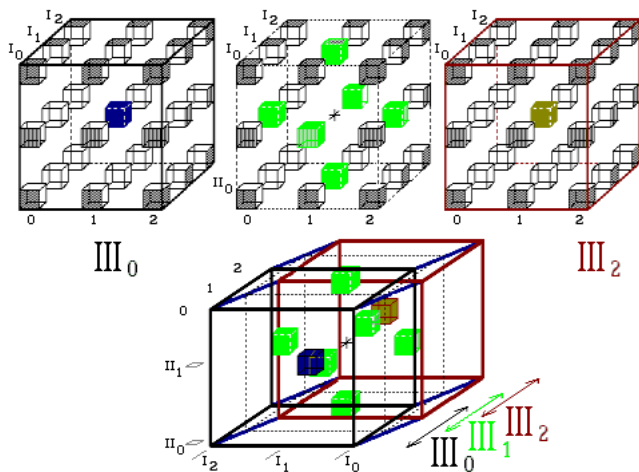 I₂ I₂ I₂
I₁ I₁ I₁
I₀ I₀ I₀
II₀
0 1 2 0 1 2 0 1 2
III₀ III₂
2
1
0
II₁
II₀
I₂ I₁ I₀
III₂
III₁
III₀